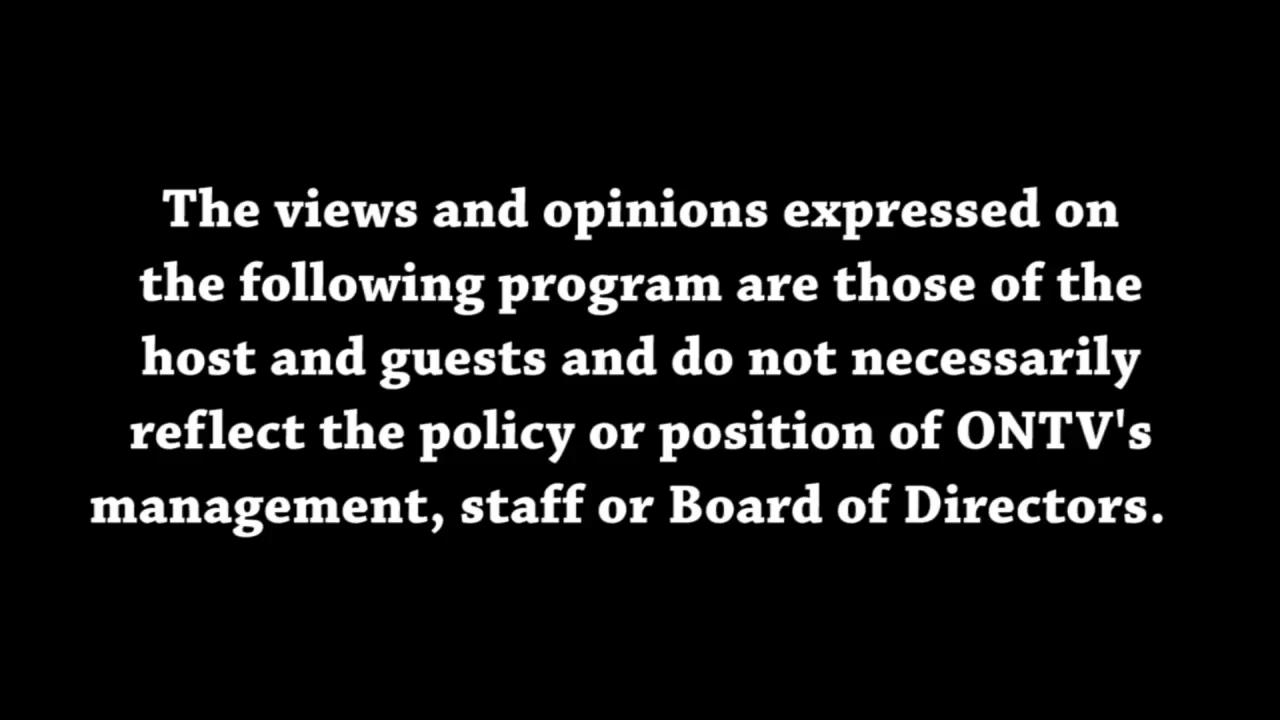 The views and opinions expressed on
the following program are those of the
host and guests and do not necessarily
reflect the policy or position of ONTV's
management, staff or Board of Directors.